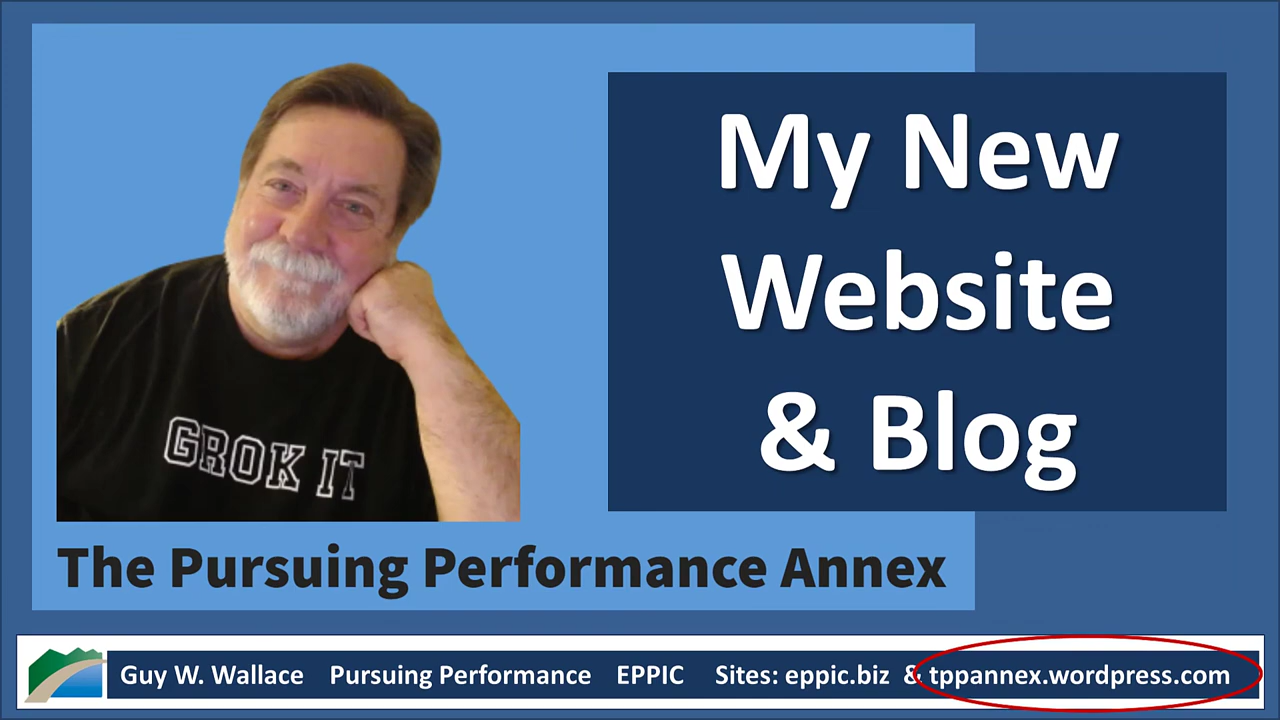 My New
Website
& Blog
GROK IT
The Pursuing Performance Annex
Guy W. Wallace Pursuing Performance EPPIC Sites: eppic.biz & tppannex.wordpress.com